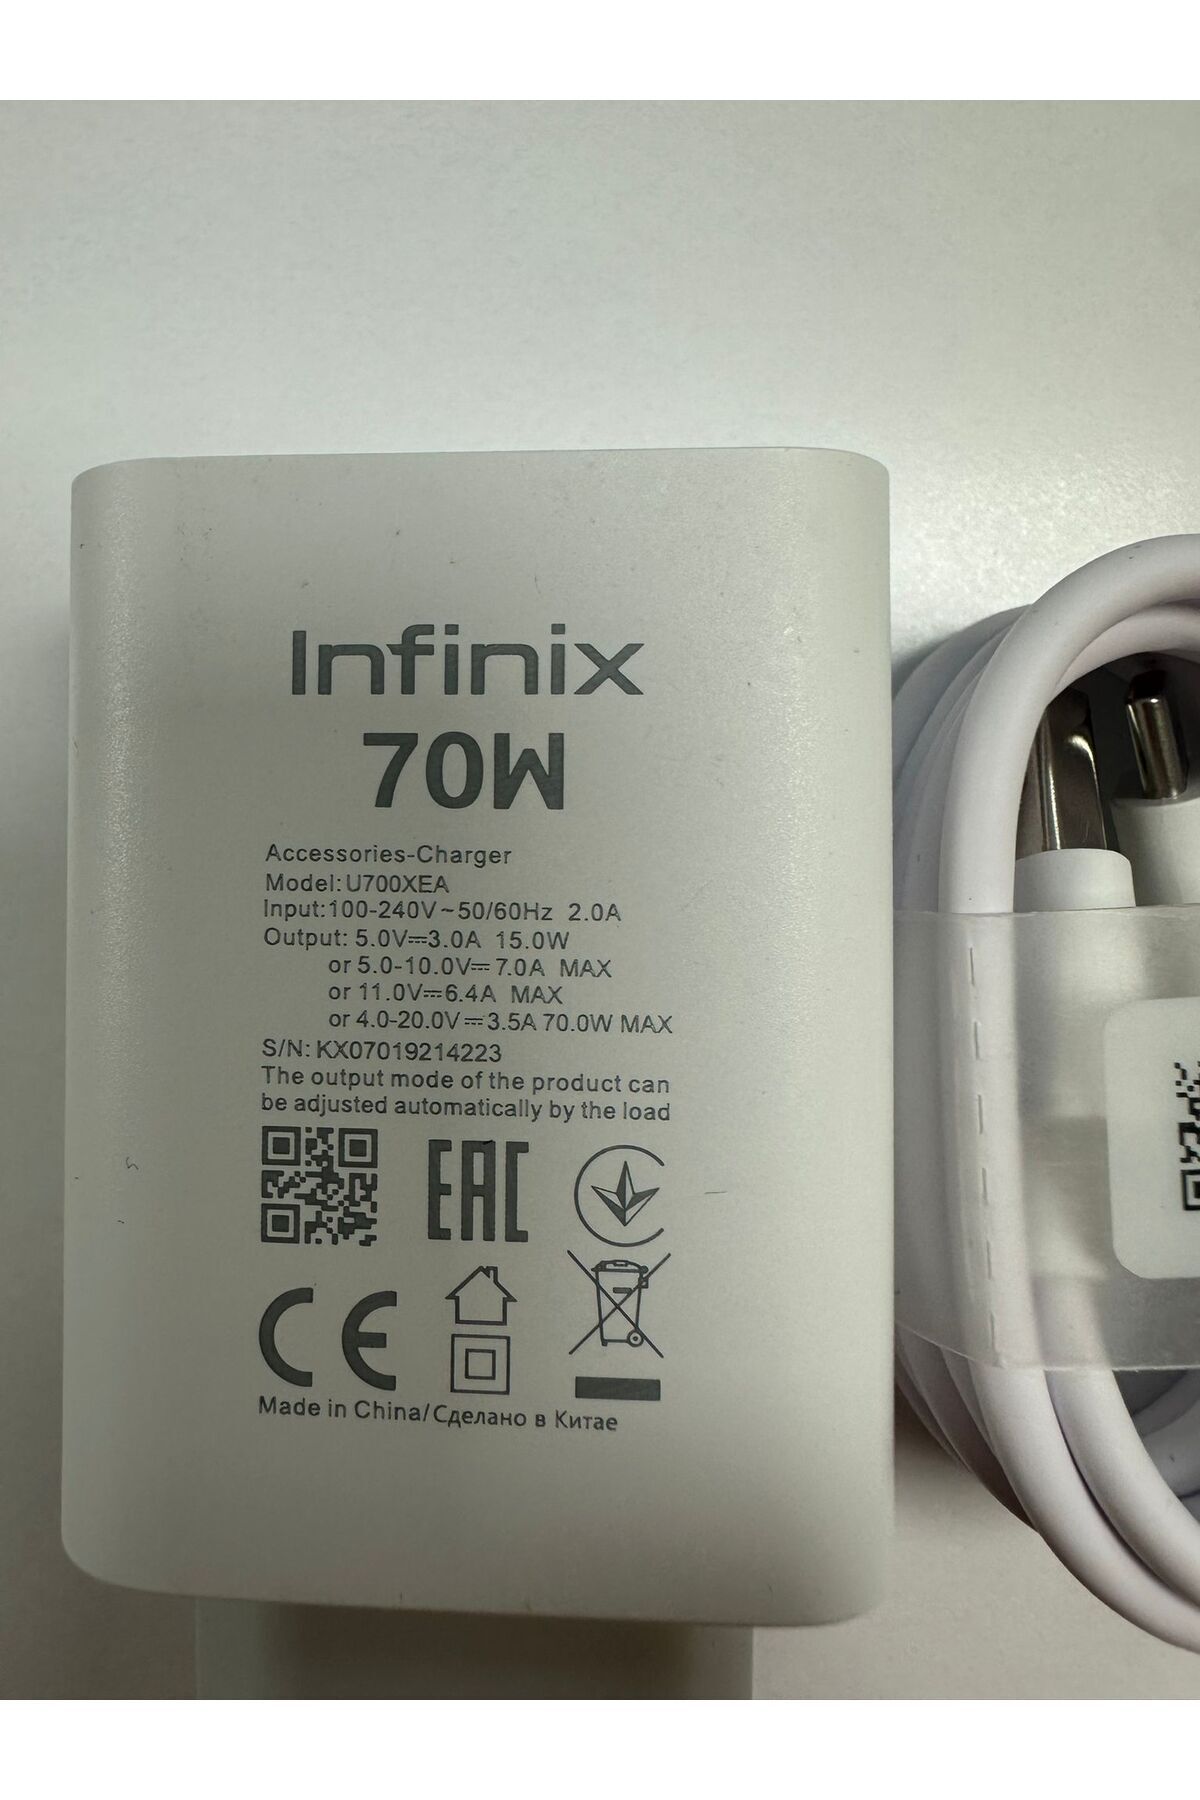 Infinix
70W
Accessories-Charger
Model:U700XEA
Input:100-240V~50/60Hz 2.0A
Output: 5.0V⎓3.0A 15.0W
or 5.0-10.0V⎓7.0A MAX
or 11.0V⎓6.4A MAX
or 4.0-20.0V⎓3.5A 70.0W MAX
S/N:KX07019214223
The output mode of the product can
be adjusted automatically by the load
EAC
CE
Made in China/Сделано в Китае